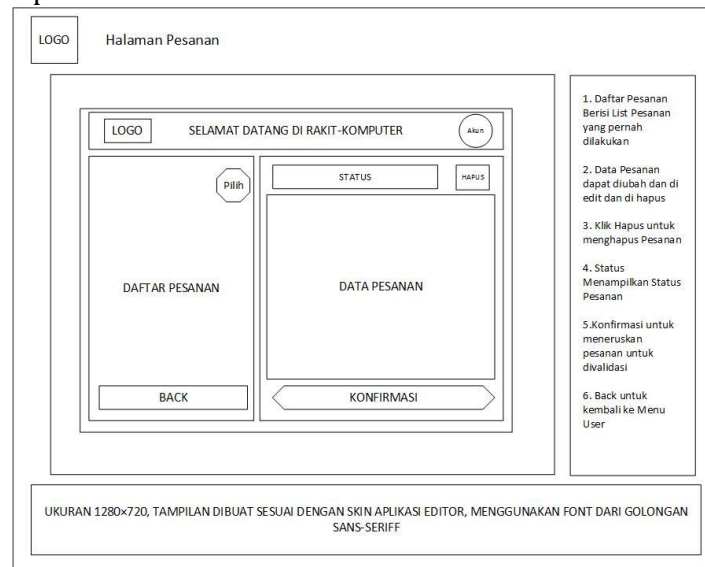 LOGO
Halaman Pesanan
LOGO
SELAMAT DATANG DI RAKIT-KOMPUTER
Akun
Pilih
STATUS
HAPUS
DAFTAR PESANAN
DATA PESANAN
BACK
KONFIRMASI
1. Daftar Pesanan
Berisi List Pesanan
yang pernah
dilakukan
2. Data Pesanan
dapat diubah dan di
edit dan di hapus
3. Klik Hapus untuk
menghapus Pesanan
4. Status
Menampilkan Status
Pesanan
5.Konfirmasi untuk
meneruskan
pesanan untuk
divalidasi
6. Back untuk
kembali ke Menu
User
UKURAN 1280×720, TAMPILAN DIBUAT SESUAI DENGAN SKIN APLIKASI EDITOR, MENGGUNAKAN FONT DARI GOLONGAN
SANS-SERIFF